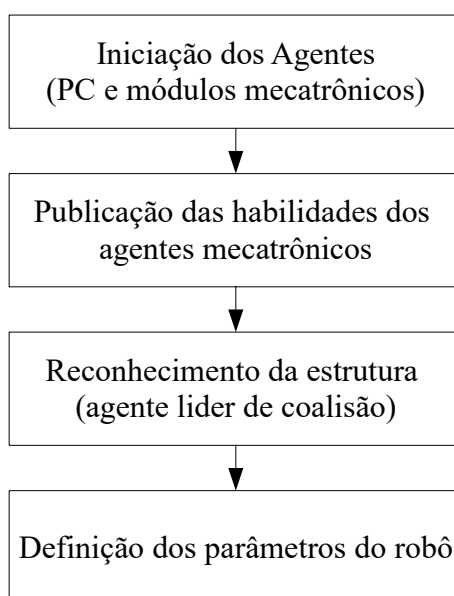 Iniciação dos Agentes
(PC e módulos mecatrônicos)
Publicação das habilidades dos
agentes mecatrônicos
Reconhecimento da estrutura
(agente lider de coalisão)
Definição dos parâmetros do robô